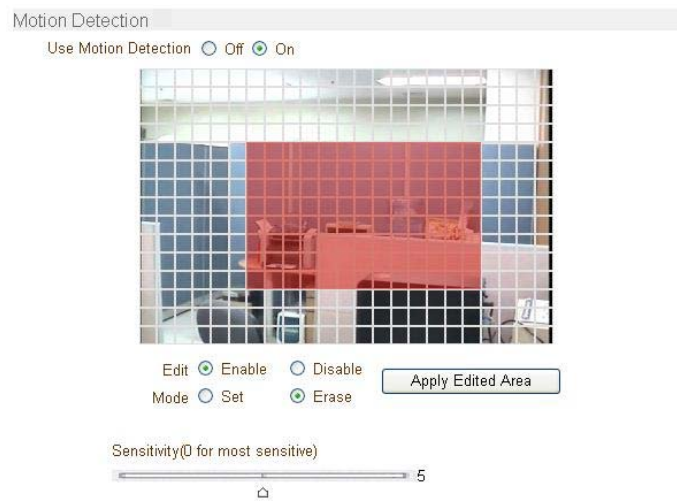 Motion Detection
Use Motion Detection Off On
Edit Enable Disable
Apply Edited Area
Mode Set Erase
Sensitivity(0 for most sensitive)
5